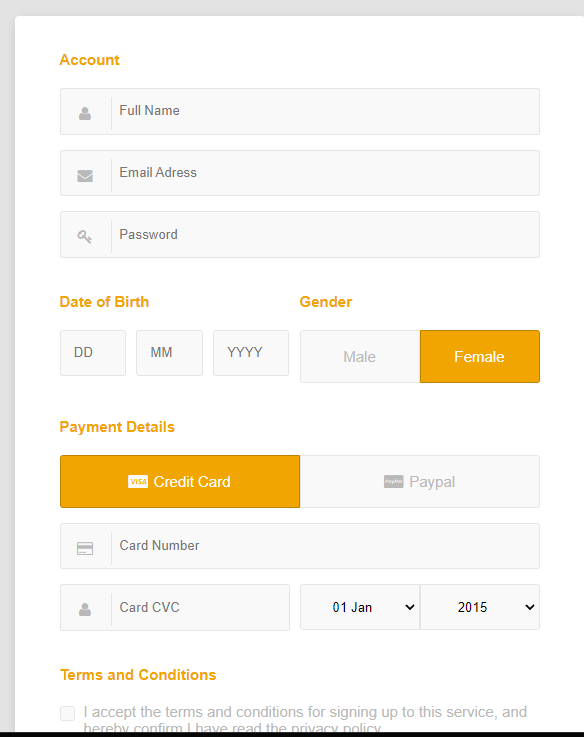 Account
Full Name
Email Adress
Password
Date of Birth
Gender
DD
MM
YYYY
Male
Female
Payment Details
VISA Credit Card
PayPal Paypal
Card Number
Card CVC
01 Jan
2015
Terms and Conditions
I accept the terms and conditions for signing up to this service, and
hereby confirm I have read the privacy policy.